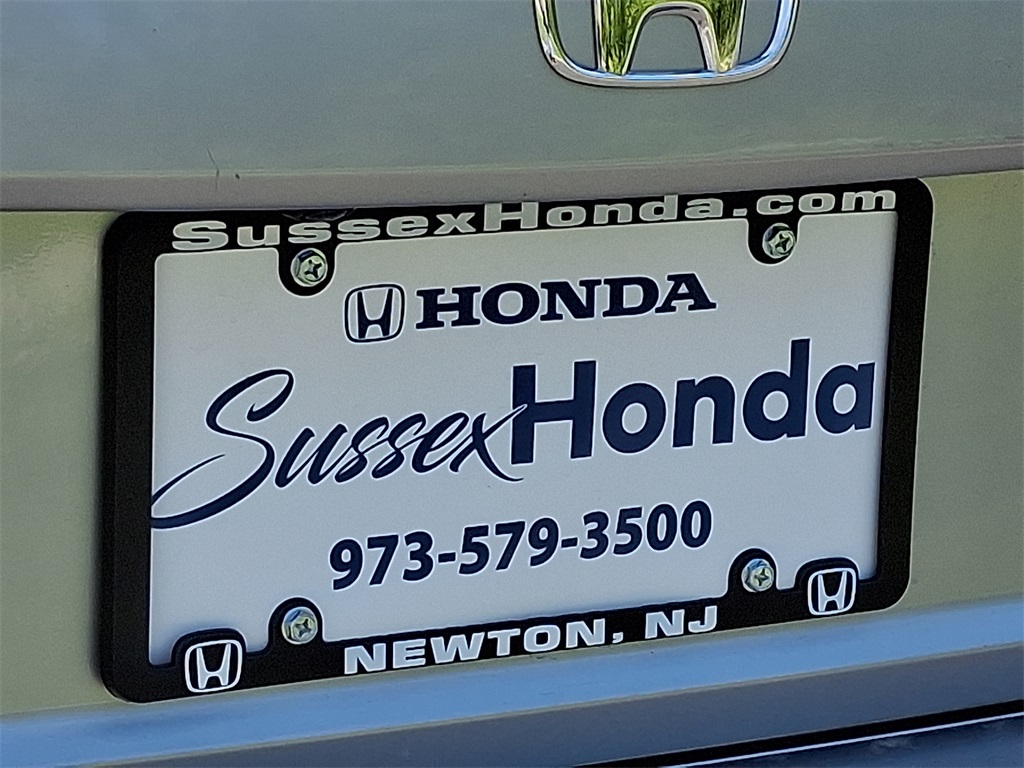 SussexHonda.com
HONDA
SussexHonda
973-579-3500
NEWTON, NJ